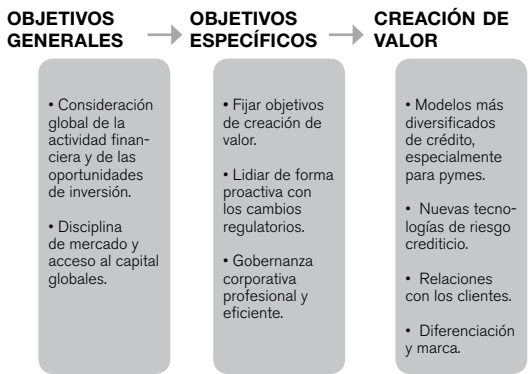 OBJETIVOS
GENERALES
OBJETIVOS
ESPECÍFICOS
CREACIÓN DE
VALOR
• Consideración
global de la
actividad finan-
ciera y de las
oportunidades
de inversión.
• Disciplina
de mercado y
acceso al capital
globales.
• Fijar objetivos
de creación de
valor.
• Lidiar de forma
proactiva con
los cambios
regulatorios.
• Gobernanza
corporativa
profesional y
eficiente.
• Modelos más
diversificados
de crédito,
especialmente
para pymes.
• Nuevas tecno-
logías de riesgo
crediticio.
• Relaciones
con los clientes.
• Diferenciación
y marca.